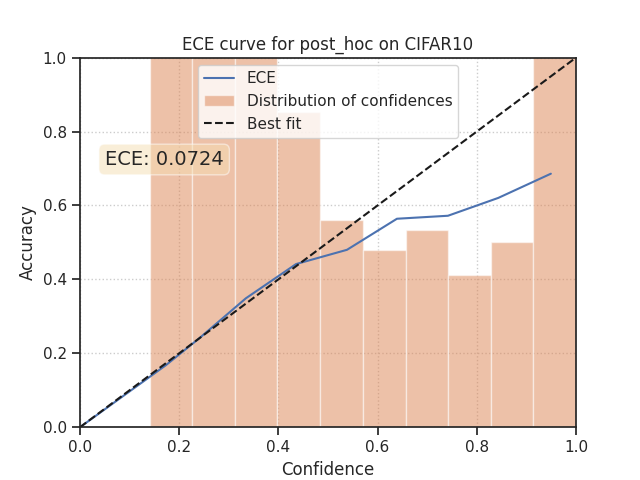 ECE curve for post_hoc on CIFAR10
1.0
0.8
0.6
0.4
0.2
0.0
Accuracy
ECE
Distribution of confidences
Best fit
ECE: 0.0724
0.0 0.2 0.4 0.6 0.8 1.0
Confidence